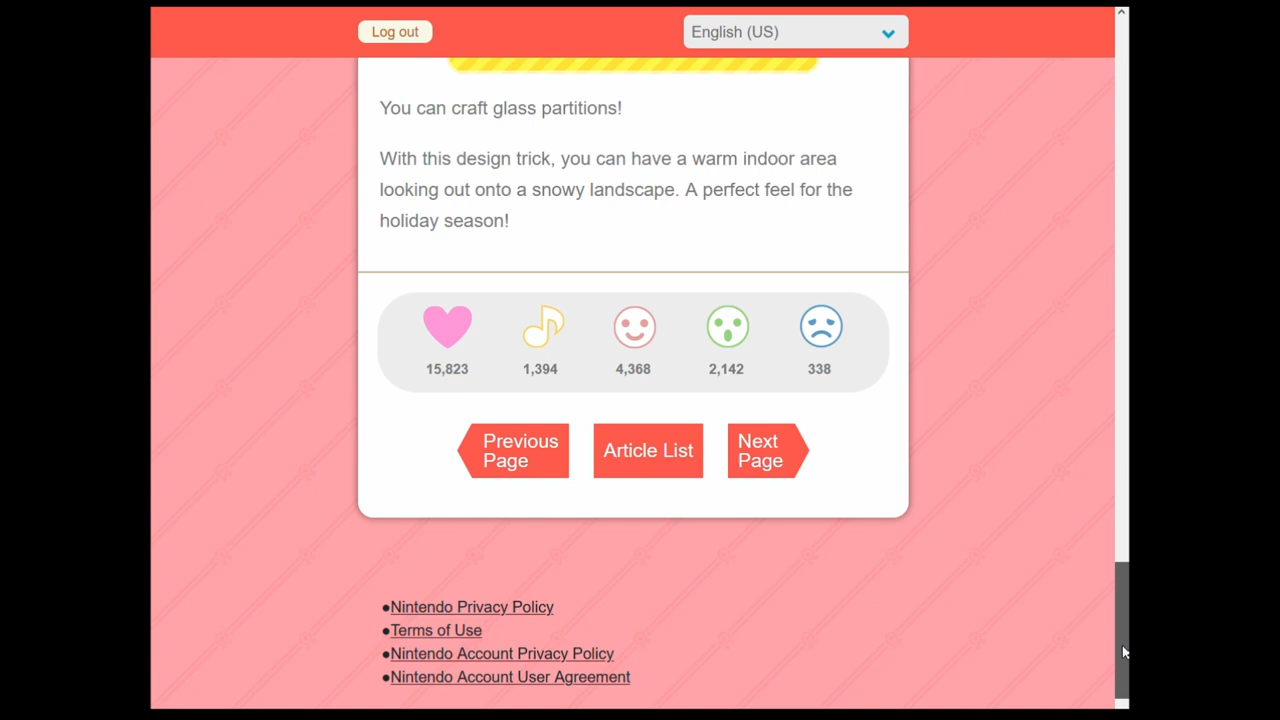 Log out
English (US)
You can craft glass partitions!
With this design trick, you can have a warm indoor area
looking out onto a snowy landscape. A perfect feel for the
holiday season!
15,823
1,394
4,368
2,142
338
Previous
Page
Article List
Next
Page
●Nintendo Privacy Policy
●Terms of Use
●Nintendo Account Privacy Policy
●Nintendo Account User Agreement